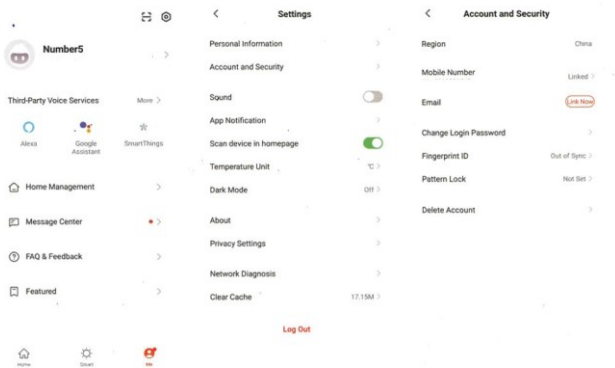 Number5
Third-Party Voice Services
More >
Alexa
Google
Assistant
SmartThings
Home Management
Message Center
FAQ & Feedback
Featured
Home
Smart
Me
Settings
Personal Information
Account and Security
Sound
App Notification
Scan device in homepage
Temperature Unit
°C >
Dark Mode
Off >
About
Privacy Settings
Network Diagnosis
Clear Cache
17.15M >
Log Out
Account and Security
Region
China
Mobile Number
Linked >
Email
Link Now
Change Login Password
Fingerprint ID
Out of Sync >
Pattern Lock
Not Set >
Delete Account